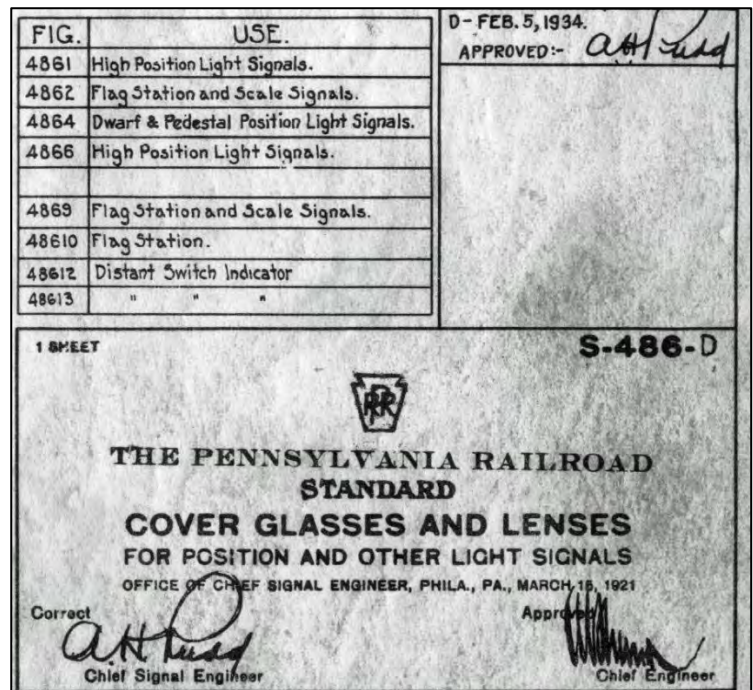 FIG. USE.
4861 High Position Light Signals.
4862 Flag Station and Scale Signals.
4864 Dwarf & Pedestal Position Light Signals.
4866 High Position Light Signals.
4869 Flag Station and Scale Signals.
48610 Flag Station.
48612 Distant Switch Indicator
48613 " " "
D- FEB. 5, 1934.
APPROVED:- A.H. Rudd
1 SHEET S-486-D
PRR
THE PENNSYLVANIA RAILROAD
STANDARD
COVER GLASSES AND LENSES
FOR POSITION AND OTHER LIGHT SIGNALS
OFFICE OF CHIEF SIGNAL ENGINEER, PHILA., PA., MARCH 15, 1921
Correct Approved
A.H. Rudd
Chief Signal Engineer Chief Engineer